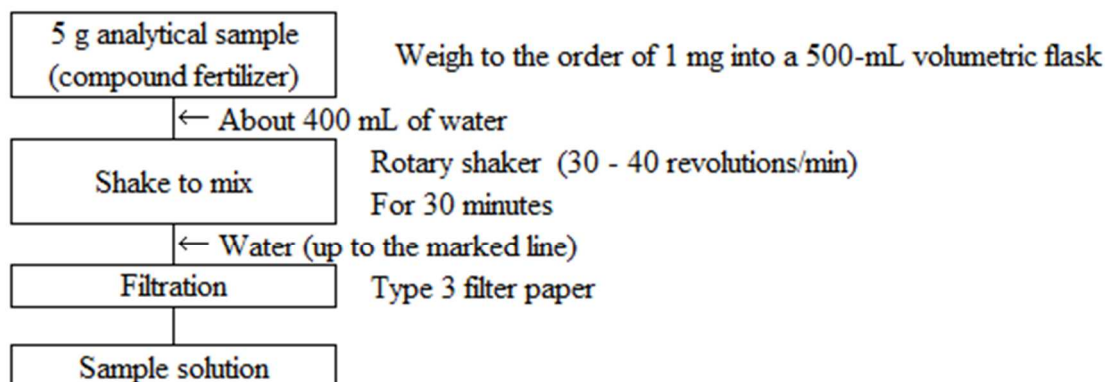 5 g analytical sample
(compound fertilizer)
Weigh to the order of 1 mg into a 500-mL volumetric flask
← About 400 mL of water
Shake to mix
Rotary shaker (30 - 40 revolutions/min)
For 30 minutes
← Water (up to the marked line)
Filtration
Type 3 filter paper
Sample solution